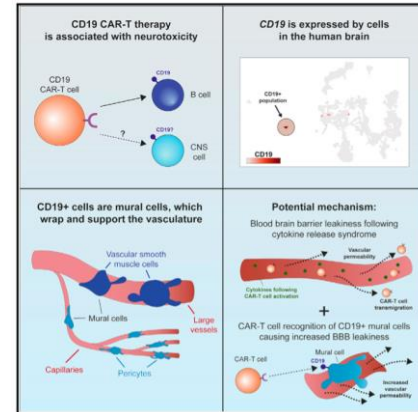 CD19 CAR-T therapy
is associated with neurotoxicity
CD19
CAR-T cell
CD19
B cell
?
CD19?
CNS
cell
CD19 is expressed by cells
in the human brain
CD19+
population
CD19
CD19+ cells are mural cells, which
wrap and support the vasculature
Vascular smooth
muscle cells
Mural cells
Large
vessels
Capillaries
Pericytes
Potential mechanism:
Blood brain barrier leakiness following
cytokine release syndrome
Vascular
permeability
Cytokines following
CAR-T cell activation
CAR-T cell
transmigration
+
CAR-T cell recognition of CD19+ mural cells
causing increased BBB leakiness
Mural cell
CAR-T cell
CD19
Increased
vascular
permeability